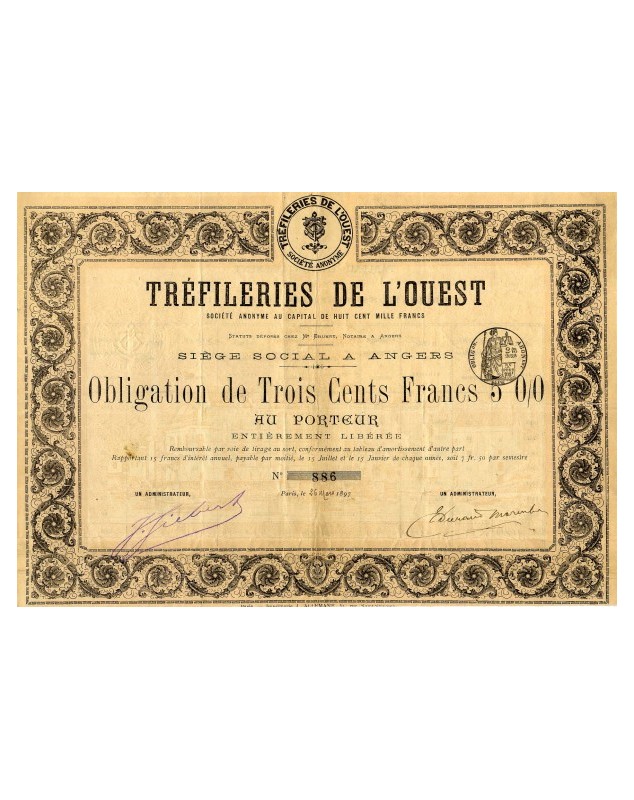 TRÉFILERIES DE L'OUEST
SOCIÉTÉ ANONYME
TRÉFILERIES DE L'OUEST
SOCIÉTÉ ANONYME AU CAPITAL DE HUIT CENT MILLE FRANCS
STATUTS DÉPOSÉS CHEZ Me, NOTAIRE A ANGERS
SIÈGE SOCIAL A ANGERS
Obligation de Trois Cents Francs 5 0/0
AU PORTEUR
ENTIÈREMENT LIBÉRÉE
Remboursable par voie de tirage au sort, conformément au tableau d'amortissement d'autre part
Rapportant 15 francs d'intérêt annuel, payable par moitié, le 15 Juillet et le 15 Janvier de chaque année, soit 7 fr. 50 par semestre
No 886
UN ADMINISTRATEUR,
Paris, le 189
UN ADMINISTRATEUR,